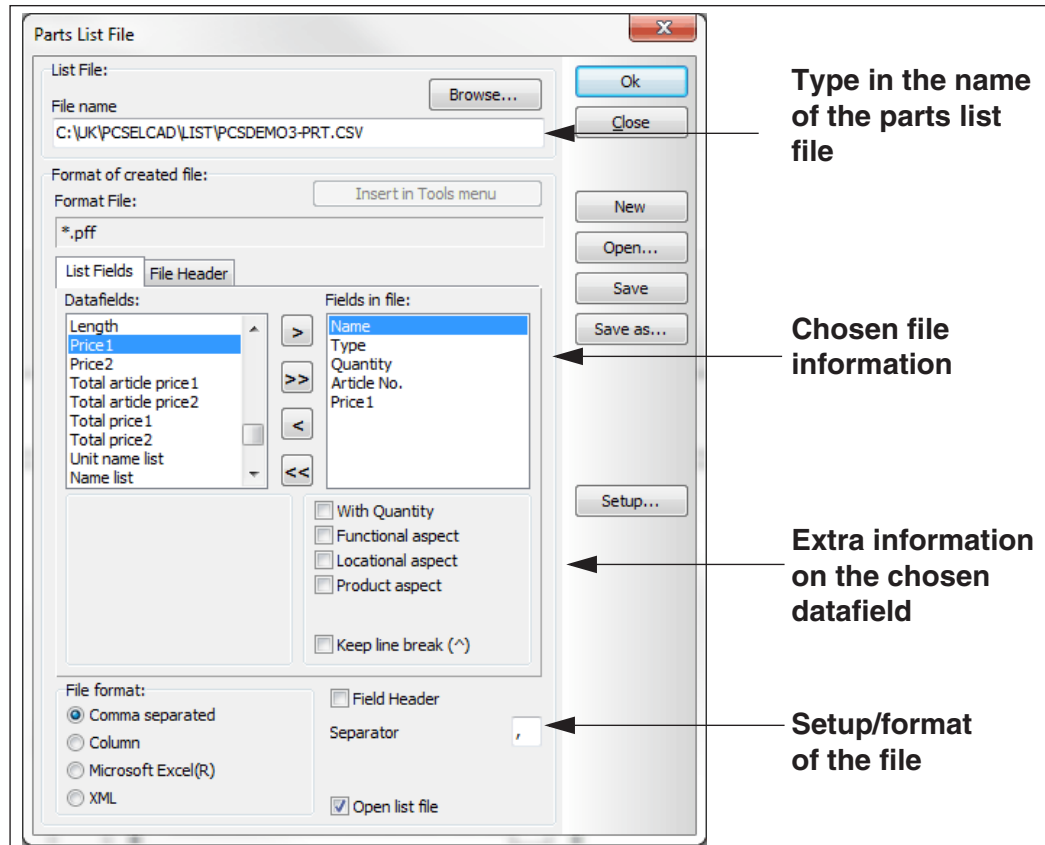 Parts List File
List File:
File name
Browse...
C:\UK\PCSELCAD\LIST\PCSDEMO3-PRT.CSV
Ok
Close
Type in the name
of the parts list
file
Format of created file:
Format File:
Insert in Tools menu
*.pff
New
Open...
Save
Save as...
List Fields
File Header
Datafields:
Length
Price1
Price2
Total article price1
Total article price2
Total price1
Total price2
Unit name list
Name list
>
>>
<
<<
Fields in file:
Name
Type
Quantity
Article No.
Price1
Chosen file
information
With Quantity
Functional aspect
Locational aspect
Product aspect
Keep line break (^)
Setup...
Extra information
on the chosen
datafield
File format:
Comma separated
Column
Microsoft Excel(R)
XML
Field Header
Separator ,
Open list file
Setup/format
of the file